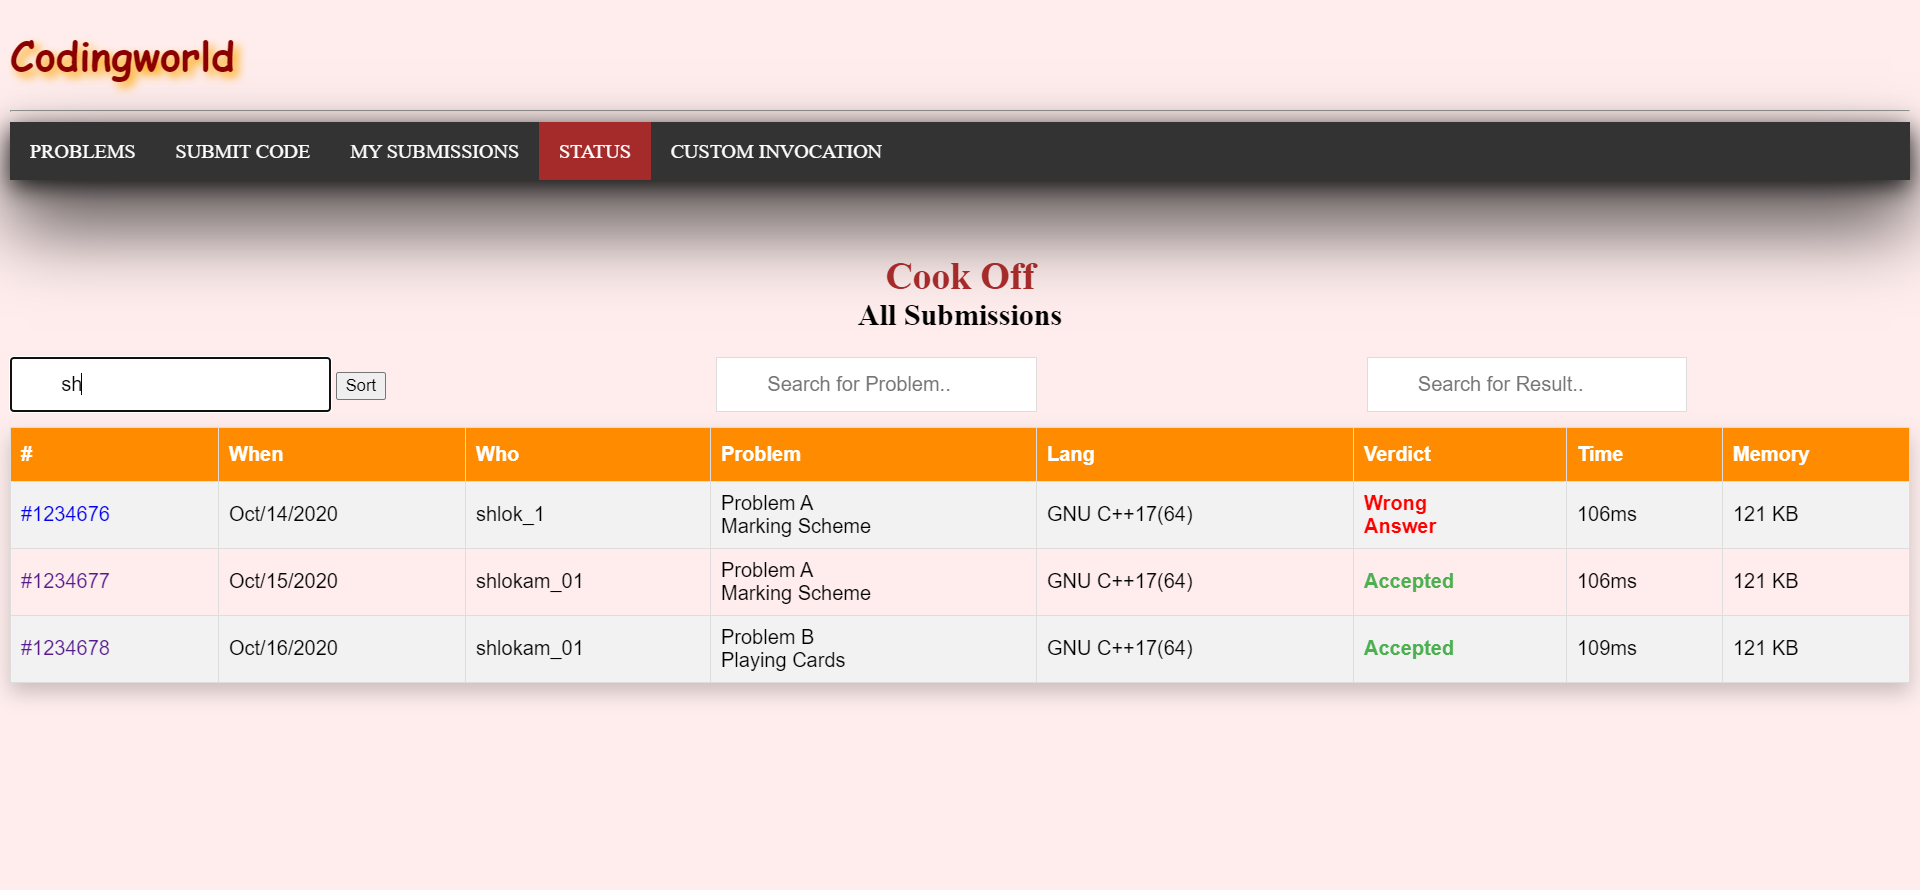 Codingworld
PROBLEMS SUBMIT CODE MY SUBMISSIONS STATUS CUSTOM INVOCATION
Cook Off
All Submissions
sh Sort Search for Problem.. Search for Result..
# When Who Problem Lang Verdict Time Memory
#1234676 Oct/14/2020 shlok_1 Problem A Marking Scheme GNU C++17(64) Wrong Answer 106ms 121 KB
#1234677 Oct/15/2020 shlokam_01 Problem A Marking Scheme GNU C++17(64) Accepted 106ms 121 KB
#1234678 Oct/16/2020 shlokam_01 Problem B Playing Cards GNU C++17(64) Accepted 109ms 121 KB